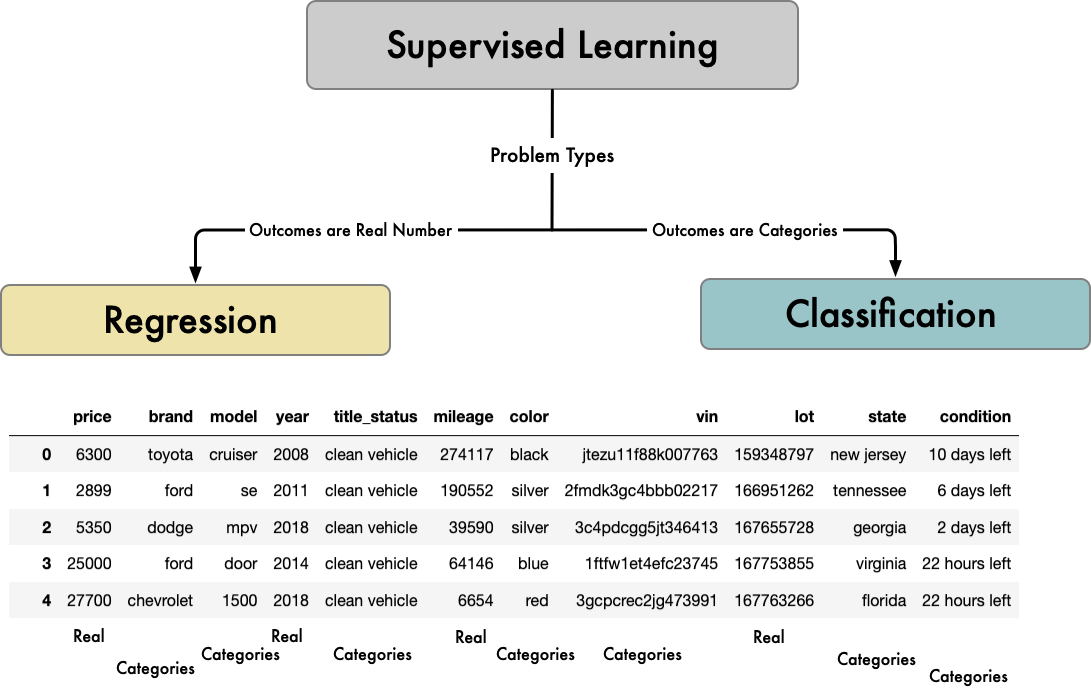 Supervised Learning
Problem Types
Outcomes are Real Number
Outcomes are Categories
Regression
Classification
price brand model year title_status mileage color vin lot state condition
0 6300 toyota cruiser 2008 clean vehicle 274117 black jtezu11f88k007763 159348797 new jersey 10 days left
1 2899 ford se 2011 clean vehicle 190552 silver 2fmdk3gc4bbb02217 166951262 tennessee 6 days left
2 5350 dodge mpv 2018 clean vehicle 39590 silver 3c4pdcgg5jt346413 167655728 georgia 2 days left
3 25000 ford door 2014 clean vehicle 64146 blue 1ftfw1et4efc23745 167753855 virginia 22 hours left
4 27700 chevrolet 1500 2018 clean vehicle 6654 red 3gcpcrec2jg473991 167763266 florida 22 hours left
Real Categories Categories Real Categories Real Categories Categories Real Categories Categories